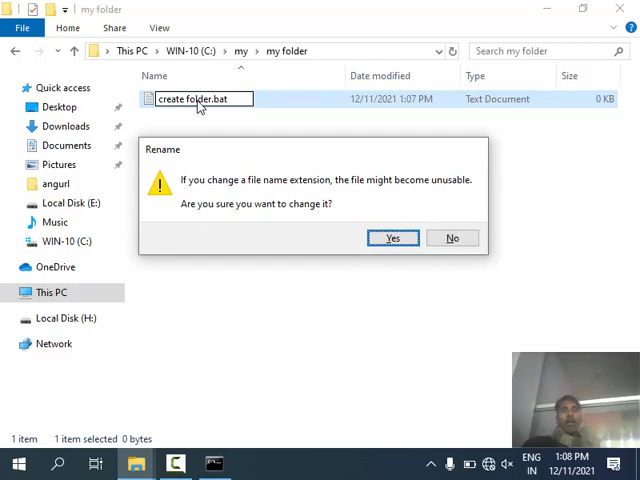 my folder
File Home Share View
This PC WIN-10 (C:) my my folder Search my folder
Name Date modified Type Size
create folder.bat 12/11/2021 1:07 PM Text Document 0 KB
Quick access
Desktop
Downloads
Documents
Pictures
angurl
Local Disk (E:)
Music
WIN-10 (C:)
OneDrive
This PC
Local Disk (H:)
Network
Rename
If you change a file name extension, the file might become unusable.
Are you sure you want to change it?
Yes No
1 item 1 item selected 0 bytes
ENG 1:08 PM
IN 12/11/2021